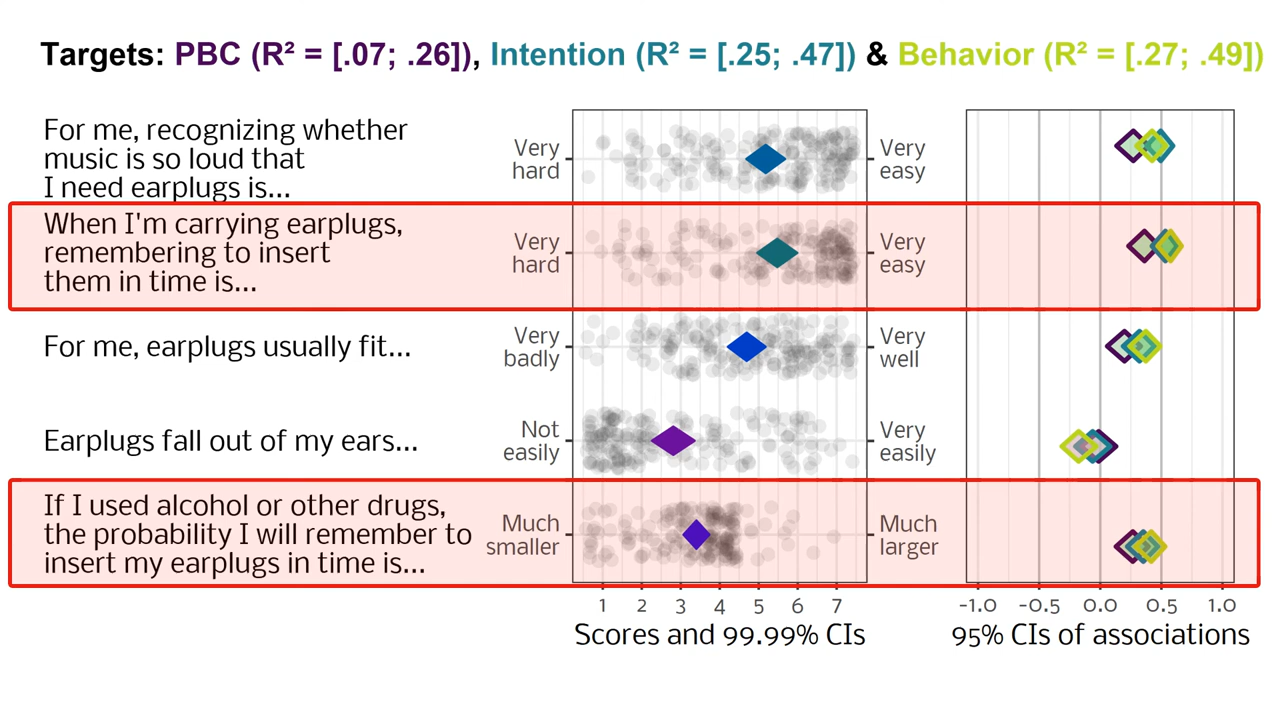 Targets: PBC (R² = [.07; .26]), Intention (R² = [.25; .47]) & Behavior (R² = [.27; .49])
For me, recognizing whether
music is so loud that
I need earplugs is...
Very
hard
Very
easy
When I'm carrying earplugs,
remembering to insert
them in time is...
Very
hard
Very
easy
For me, earplugs usually fit...
Very
badly
Very
well
Earplugs fall out of my ears...
Not
easily
Very
easily
If I used alcohol or other drugs,
the probability I will remember to
insert my earplugs in time is...
Much
smaller
Much
larger
1 2 3 4 5 6 7
Scores and 99.99% CIs
-1.0 -0.5 0.0 0.5 1.0
95% CIs of associations